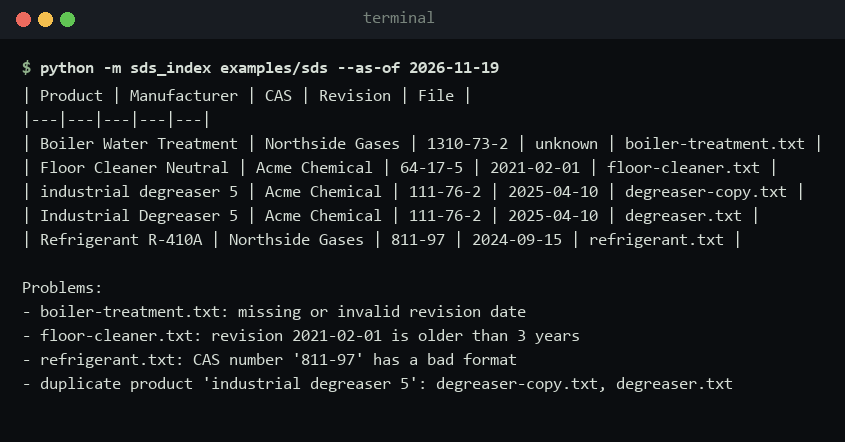 terminal
$ python -m sds_index examples/sds --as-of 2026-11-19
| Product | Manufacturer | CAS | Revision | File |
|---|---|---|---|---|
| Boiler Water Treatment | Northside Gases | 1310-73-2 | unknown | boiler-treatment.txt |
| Floor Cleaner Neutral | Acme Chemical | 64-17-5 | 2021-02-01 | floor-cleaner.txt |
| industrial degreaser 5 | Acme Chemical | 111-76-2 | 2025-04-10 | degreaser-copy.txt |
| Industrial Degreaser 5 | Acme Chemical | 111-76-2 | 2025-04-10 | degreaser.txt |
| Refrigerant R-410A | Northside Gases | 811-97 | 2024-09-15 | refrigerant.txt |
Problems:
- boiler-treatment.txt: missing or invalid revision date
- floor-cleaner.txt: revision 2021-02-01 is older than 3 years
- refrigerant.txt: CAS number '811-97' has a bad format
- duplicate product 'industrial degreaser 5': degreaser-copy.txt, degreaser.txt